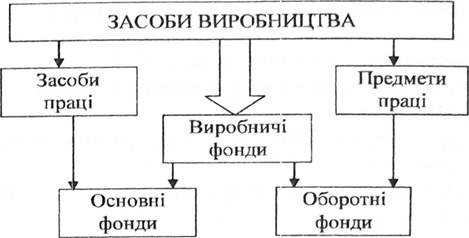 ЗАСОБИ ВИРОБНИЦТВА
Засоби
праці
Предмети
праці
Виробничі
фонди
Основні
фонди
Оборотні
фонди